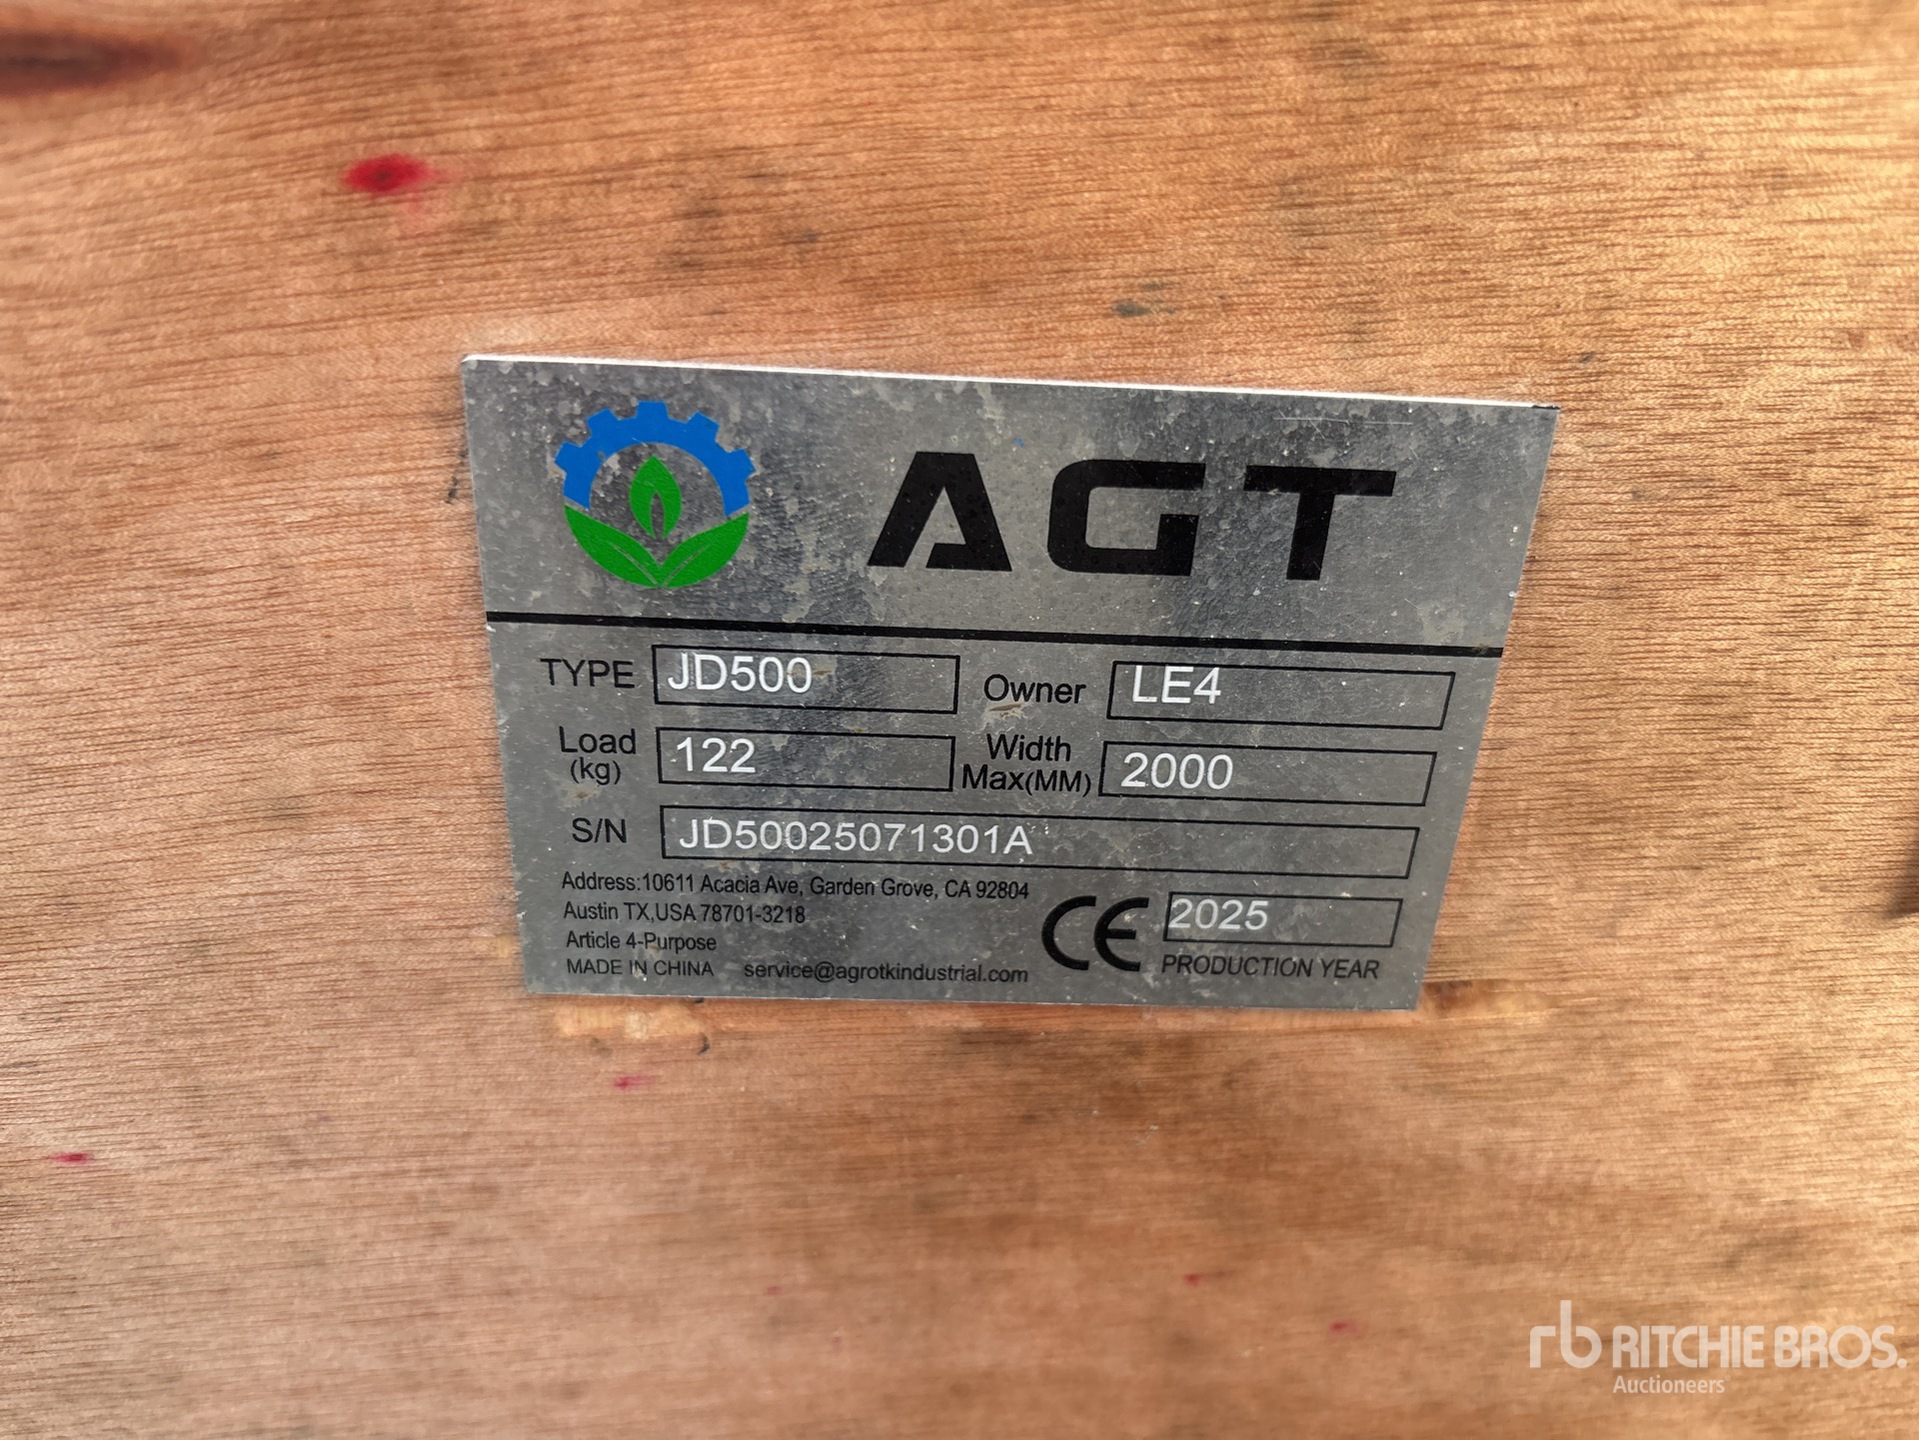 AGT
TYPE JD500 Owner LE4
Load (kg) 122 Width Max(MM) 2000
S/N JD50025071301A
Address:10611 Acacia Ave, Garden Grove, CA 92804
Austin TX,USA 78701-3218
Article 4-Purpose
MADE IN CHINA service@agrotkindustrial.com
CE 2025
PRODUCTION YEAR
rb RITCHIE BROS.
Auctioneers